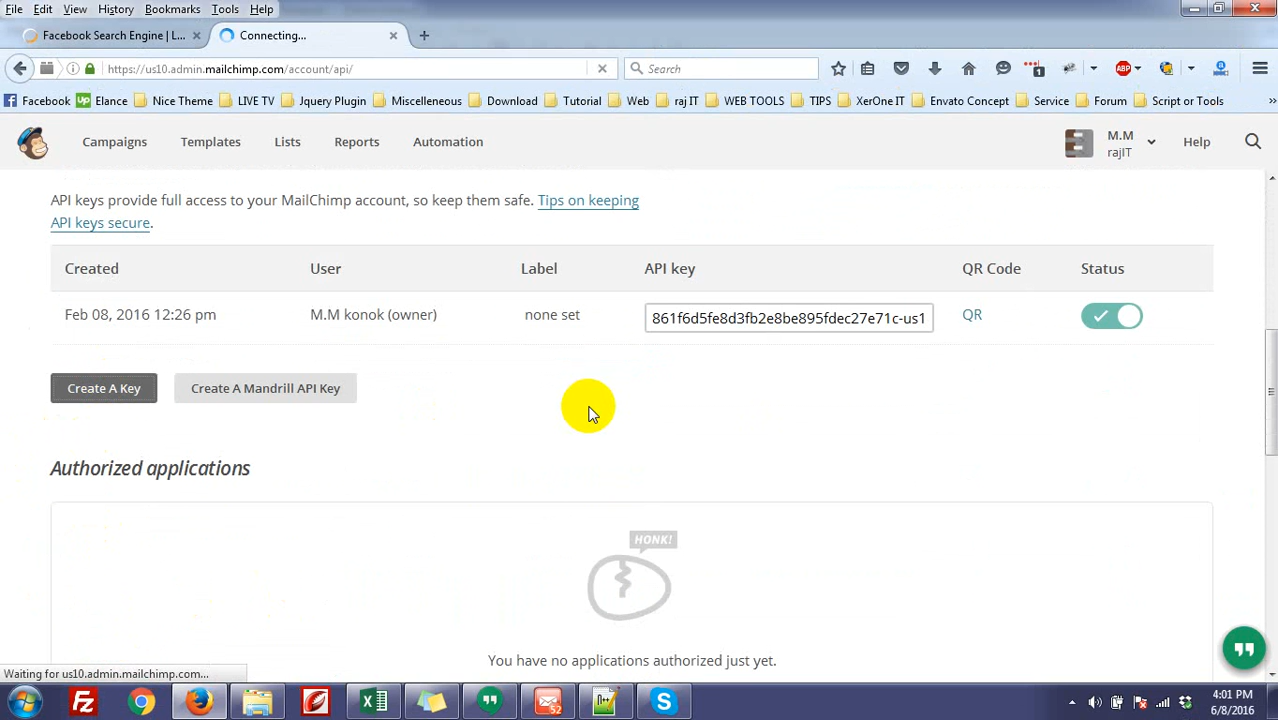 File Edit View History Bookmarks Tools Help
Facebook Search Engine | L... Connecting...
https://us10.admin.mailchimp.com/account/api/ Search 1 ABP
Facebook Up Elance Nice Theme LIVE TV Jquery Plugin Miscelleneous Download Tutorial Web raj IT WEB TOOLS TIPS XerOne IT Envato Concept Service Forum Script or Tools
Campaigns Templates Lists Reports Automation M.M Help
rajIT
API keys provide full access to your MailChimp account, so keep them safe. Tips on keeping
API keys secure.
Created User Label API key QR Code Status
Feb 08, 2016 12:26 pm M.M konok (owner) none set 861f6d5fe8d3fb2e8be895fdec27e71c-us1 QR
Create A Key Create A Mandrill API Key
Authorized applications
HONK!
You have no applications authorized just yet.
Waiting for us10.admin.mailchimp.com...
52
4:01 PM
6/8/2016